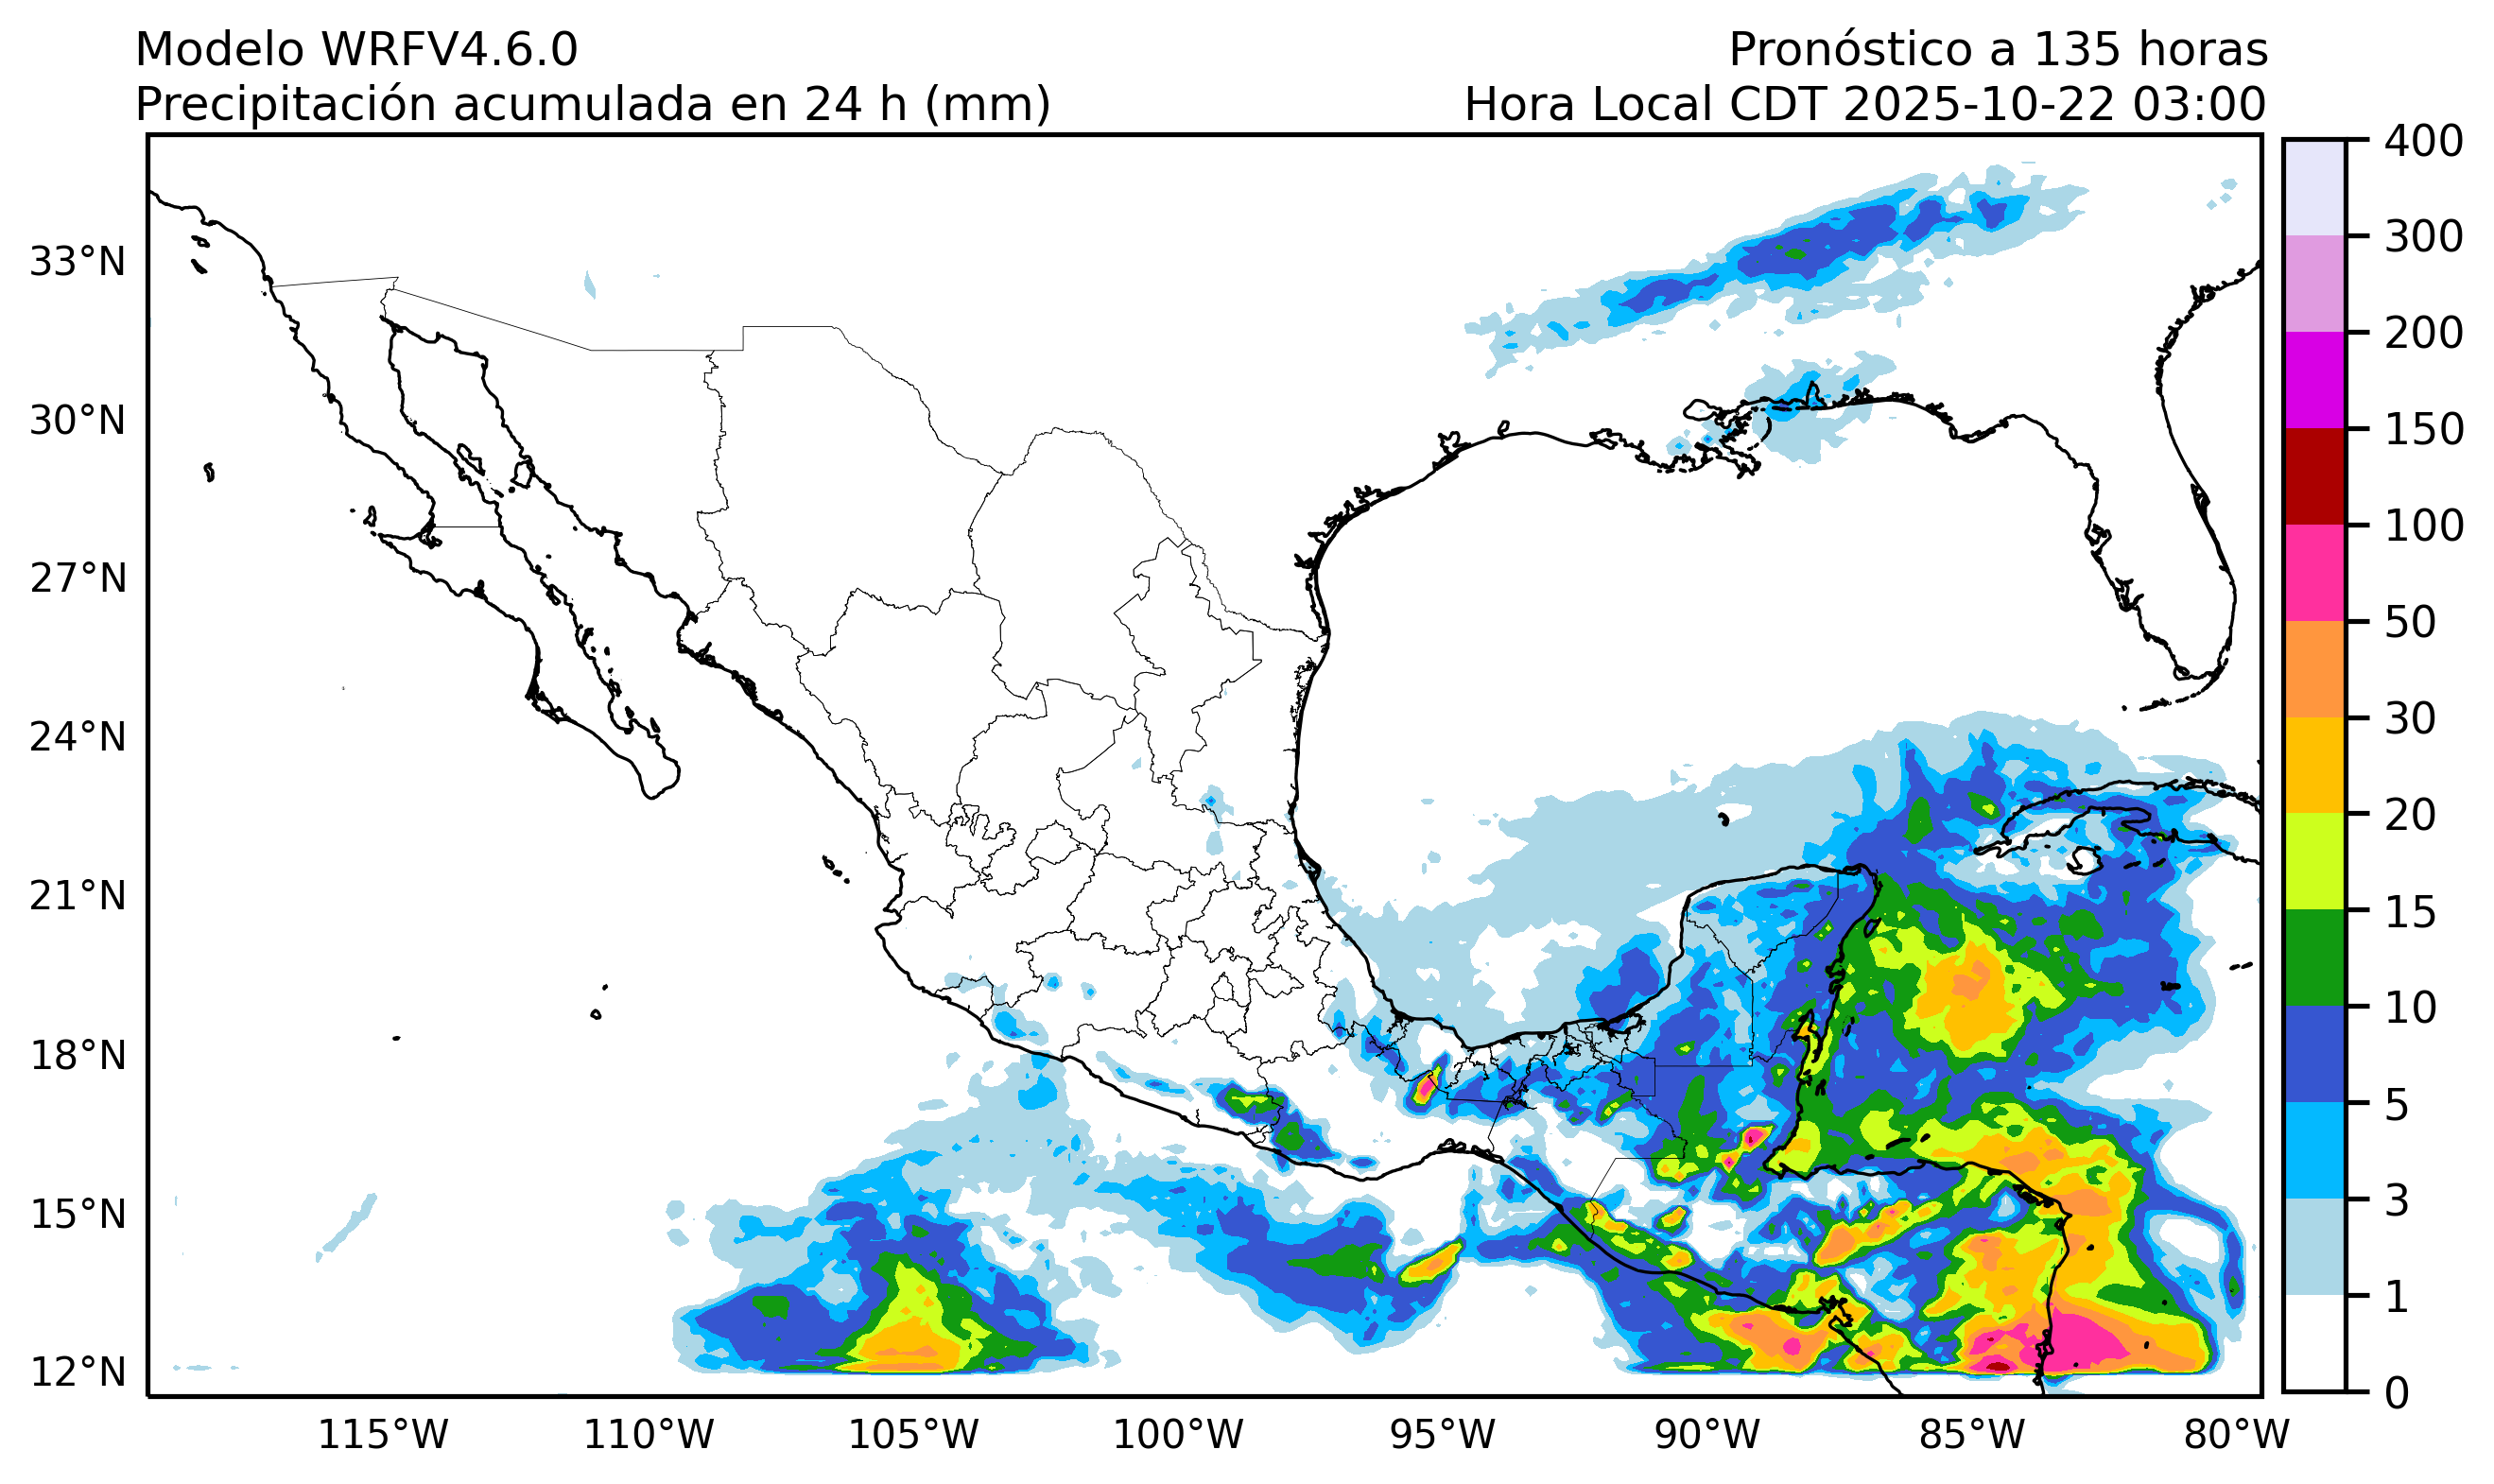 Modelo WRFV4.6.0
Pronóstico a 135 horas
Precipitación acumulada en 24 h (mm)
Hora Local CDT 2025-10-22 03:00
33°N
30°N
27°N
24°N
21°N
18°N
15°N
12°N
115°W
110°W
105°W
100°W
95°W
90°W
85°W
80°W
400
300
200
150
100
50
30
20
15
10
5
3
1
0